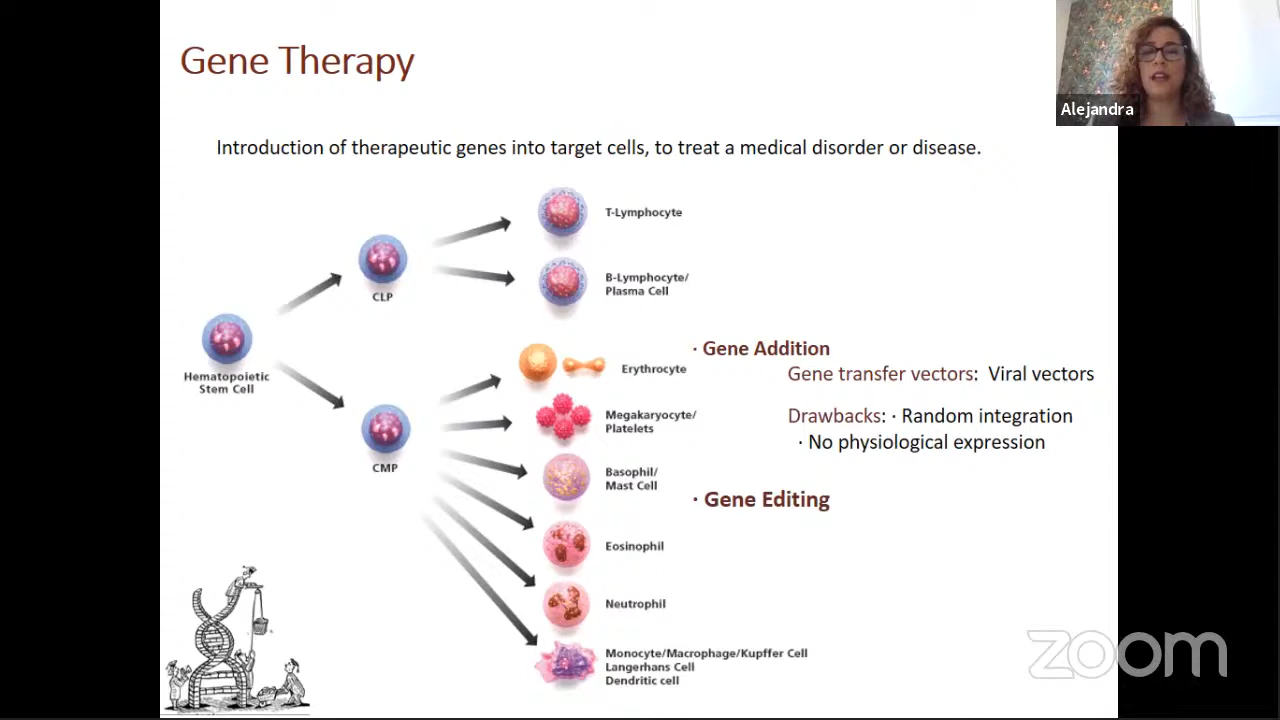 Gene Therapy
Alejandra
Introduction of therapeutic genes into target cells, to treat a medical disorder or disease.
T-Lymphocyte
B-Lymphocyte/
Plasma Cell
CLP
Hematopoietic
Stem Cell
CMP
Erythrocyte
Megakaryocyte/
Platelets
Basophil/
Mast Cell
Eosinophil
Neutrophil
Monocyte/Macrophage/Kupffer Cell
Langerhans Cell
Dendritic cell
· Gene Addition
Gene transfer vectors: Viral vectors
Drawbacks: · Random integration
· No physiological expression
· Gene Editing
zoom